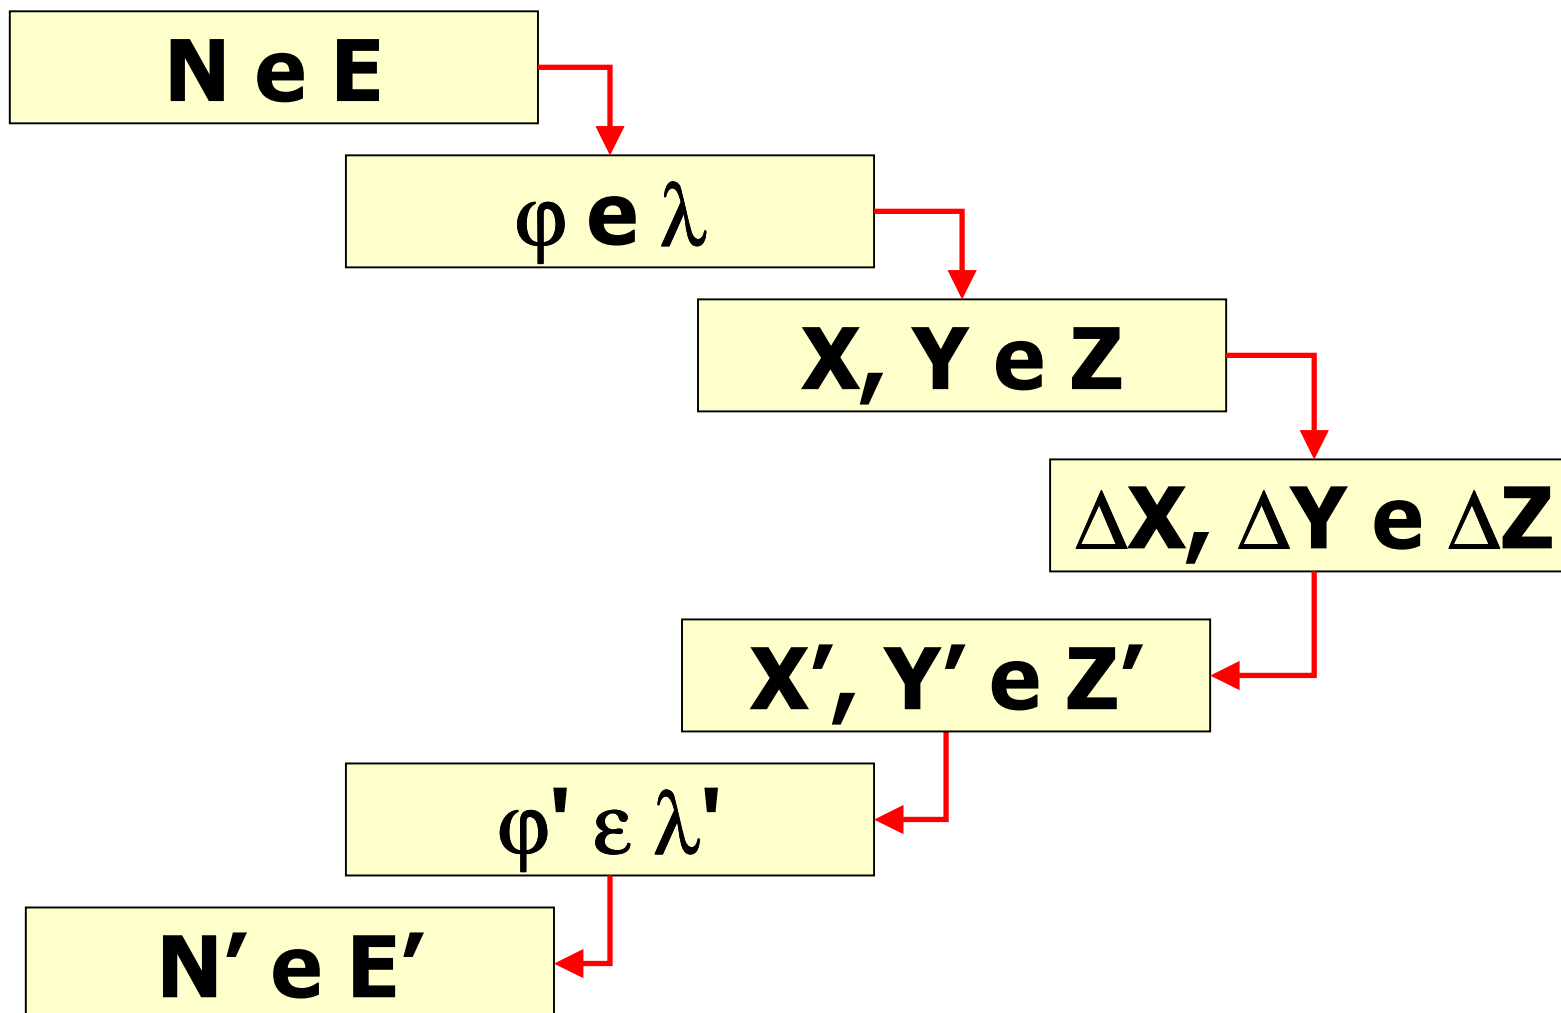 N e E
φ e λ
X, Y e Z
ΔX, ΔY e ΔZ
X’, Y’ e Z’
φ' ε λ'
N’ e E’